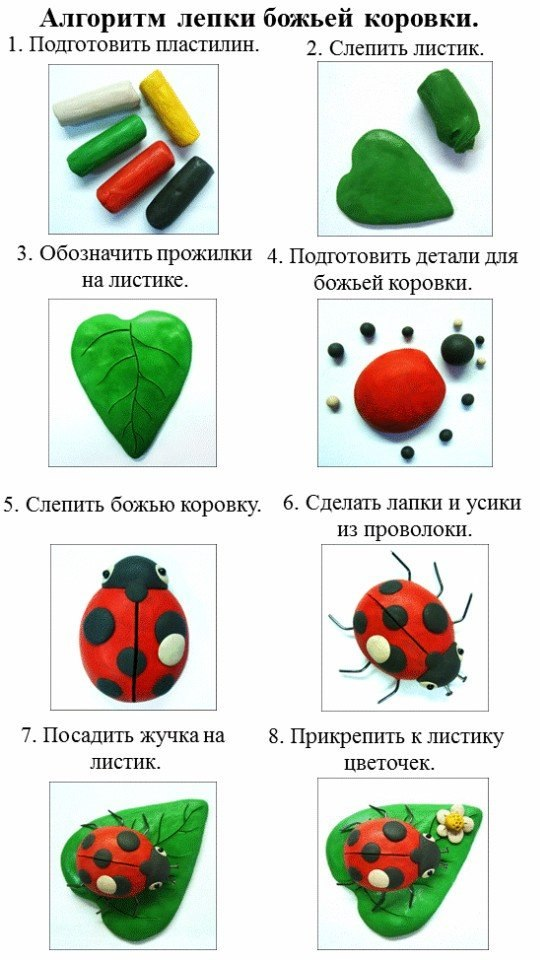 Алгоритм лепки божьей коровки.
1. Подготовить пластилин.
2. Слепить листик.
3. Обозначить прожилки
на листике.
4. Подготовить детали для
божьей коровки.
5. Слепить божью коровку.
6. Сделать лапки и усики
из проволоки.
7. Посадить жучка на
листик.
8. Прикрепить к листику
цветочек.